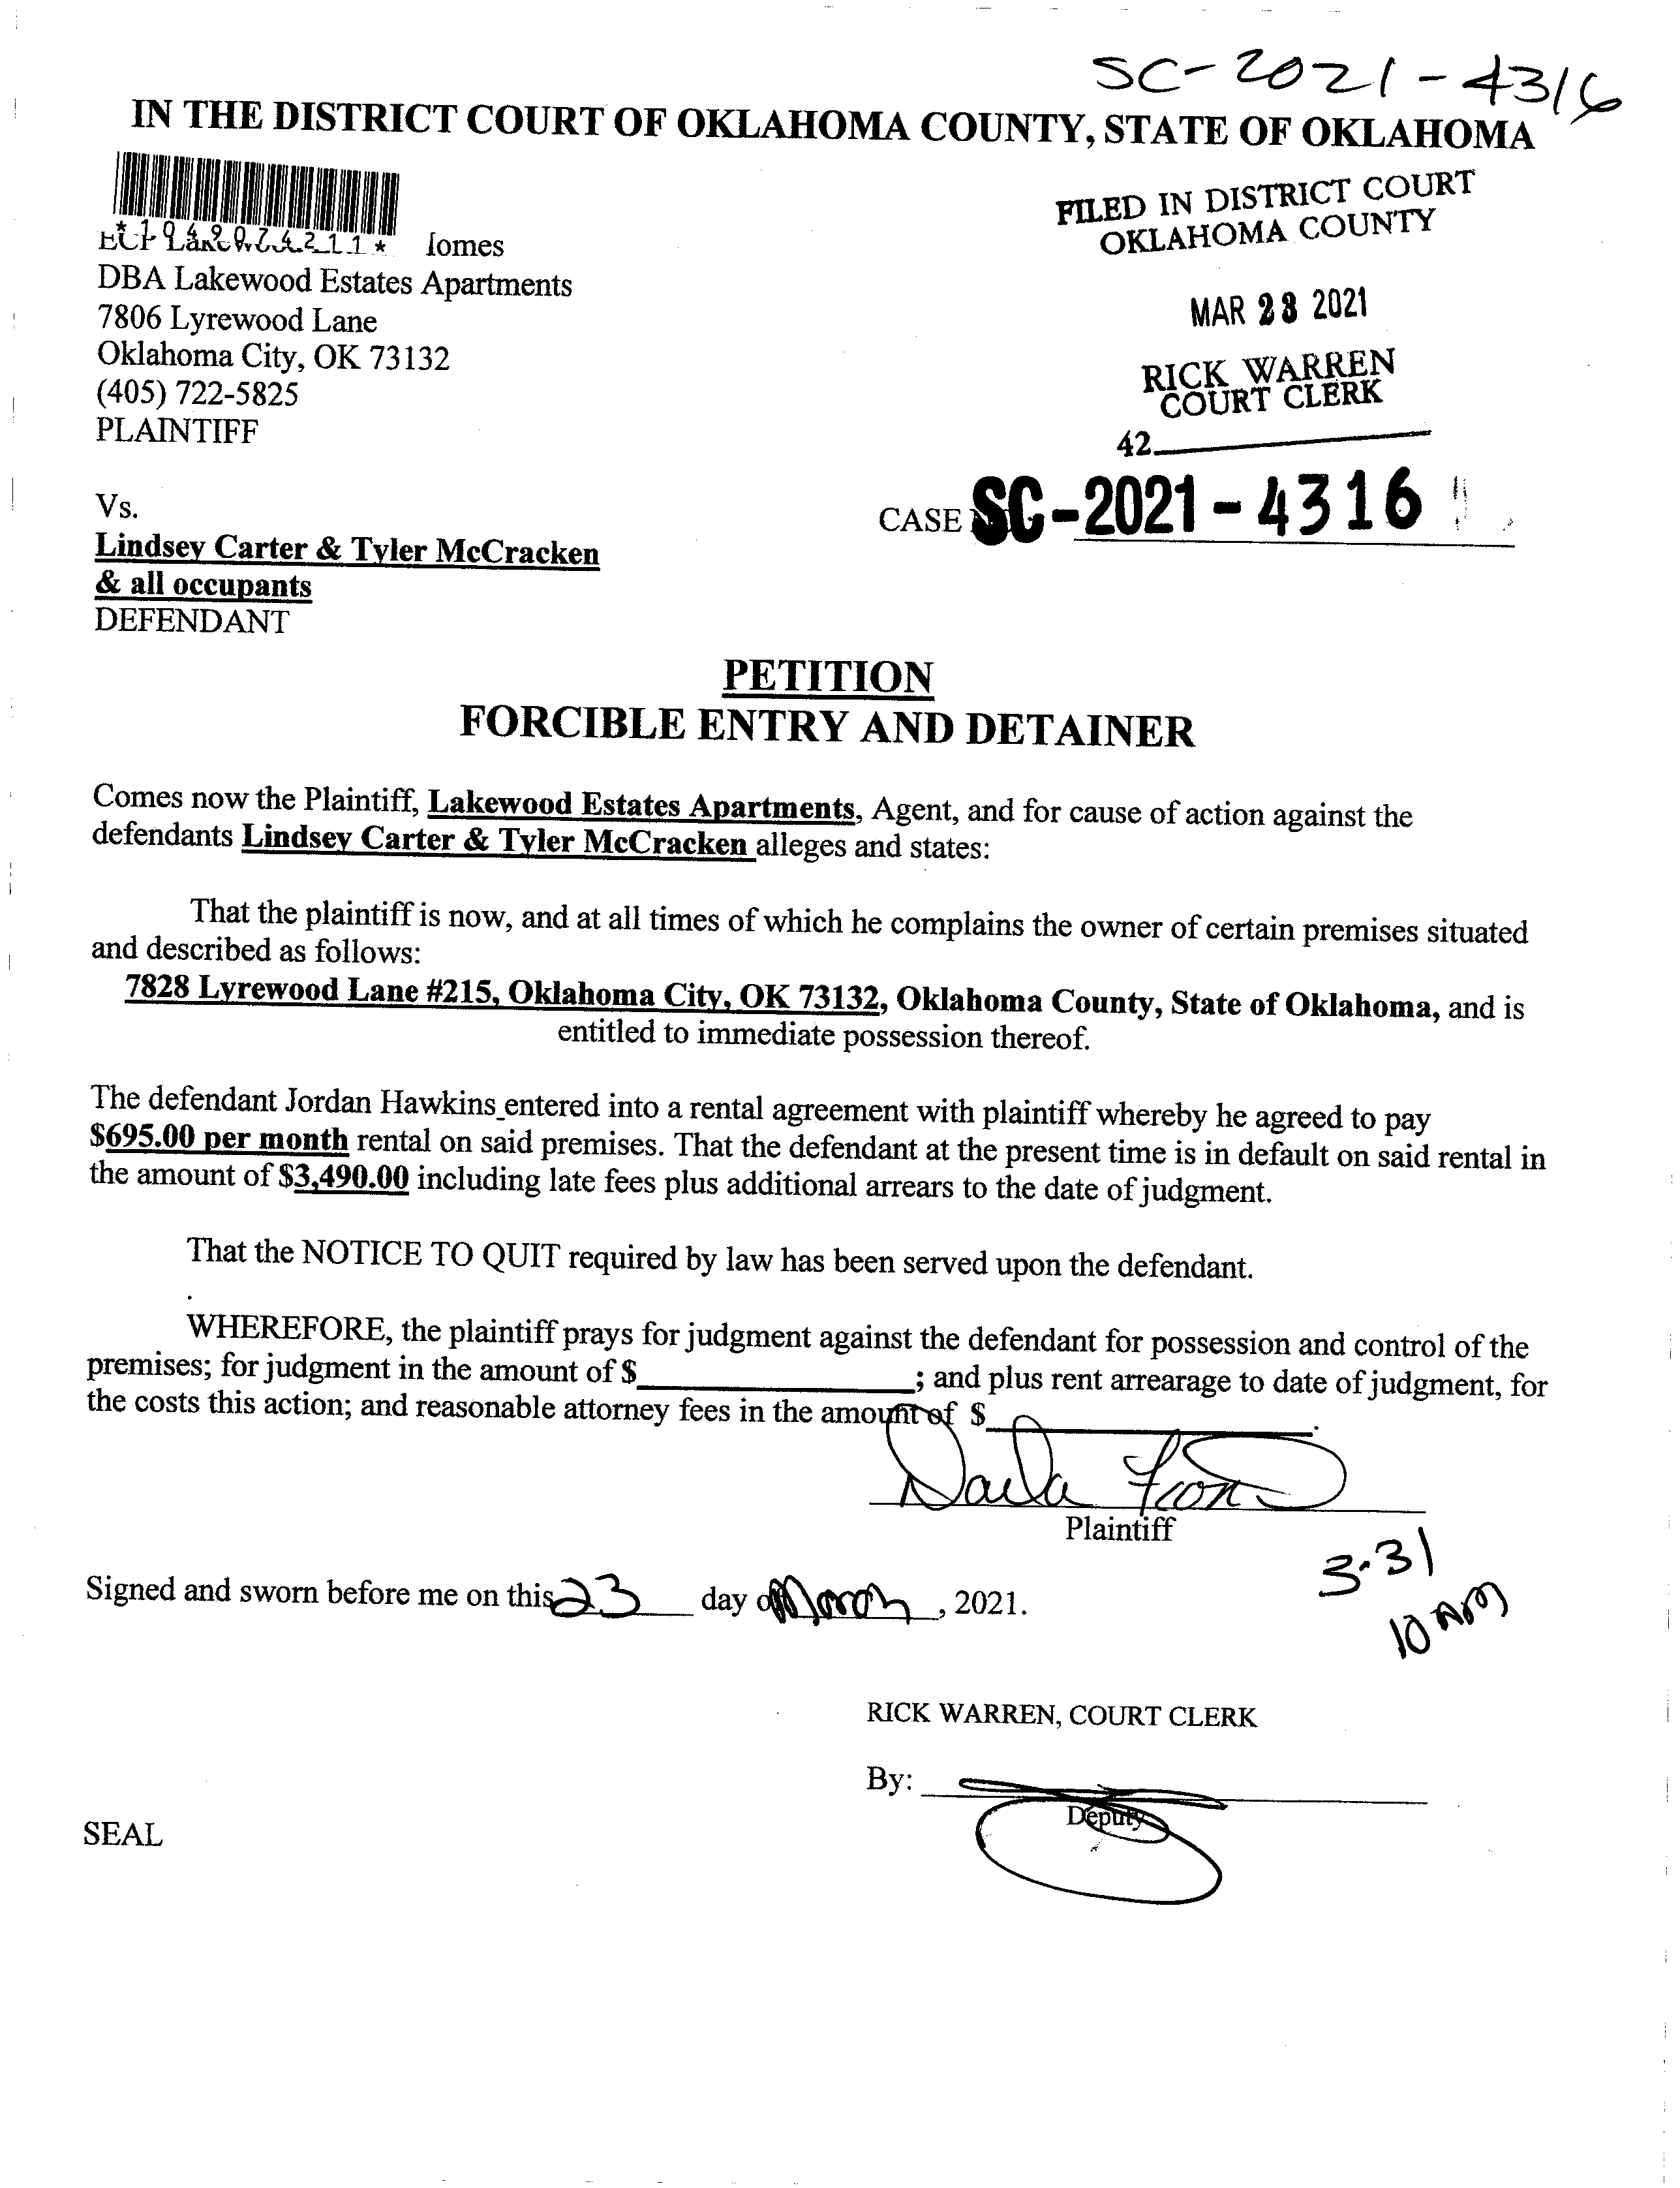 SC-2021-4316
IN THE DISTRICT COURT OF OKLAHOMA COUNTY, STATE OF OKLAHOMA
FILED IN DISTRICT COURT
OKLAHOMA COUNTY
MAR 23 2021
RICK WARREN
COURT CLERK
42
lomes
DBA Lakewood Estates Apartments
7806 Lyrewood Lane
Oklahoma City, OK 73132
(405) 722-5825
PLAINTIFF
Vs.
CASE SC-2021-4316
Lindsey Carter & Tyler McCracken
& all occupants
DEFENDANT
PETITION
FORCIBLE ENTRY AND DETAINER
Comes now the Plaintiff, Lakewood Estates Apartments, Agent, and for cause of action against the
defendants Lindsey Carter & Tyler McCracken alleges and states:
That the plaintiff is now, and at all times of which he complains the owner of certain premises situated
and described as follows:
7828 Lyrewood Lane #215, Oklahoma City, OK 73132, Oklahoma County, State of Oklahoma, and is
entitled to immediate possession thereof.
The defendant Jordan Hawkins entered into a rental agreement with plaintiff whereby he agreed to pay
$695.00 per month rental on said premises. That the defendant at the present time is in default on said rental in
the amount of $3,490.00 including late fees plus additional arrears to the date of judgment.
That the NOTICE TO QUIT required by law has been served upon the defendant.
WHEREFORE, the plaintiff prays for judgment against the defendant for possession and control of the
premises; for judgment in the amount of $ ; and plus rent arrearage to date of judgment, for
the costs this action; and reasonable attorney fees in the amount of $ .
Plaintiff
3-31
10 AM
Signed and sworn before me on this 23 day of March, 2021.
RICK WARREN, COURT CLERK
By:
Deputy
SEAL